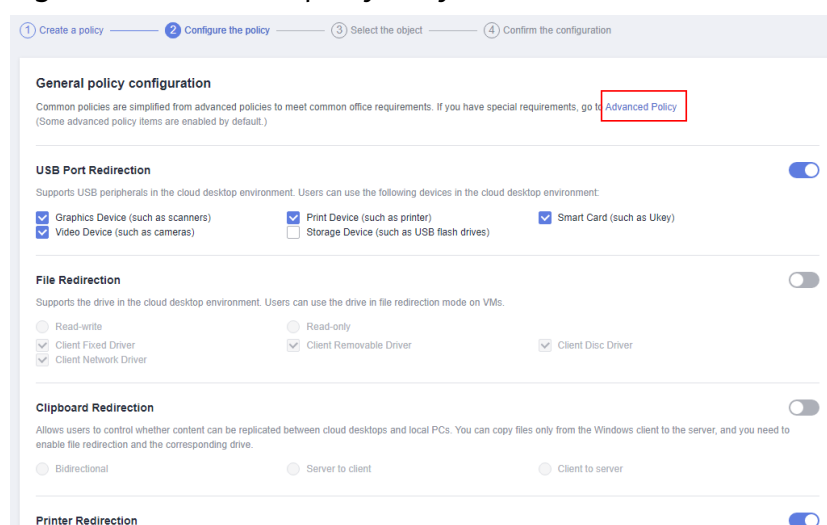 1 Create a policy 2 Configure the policy 3 Select the object 4 Confirm the configuration
General policy configuration
Common policies are simplified from advanced policies to meet common office requirements. If you have special requirements, go to Advanced Policy
(Some advanced policy items are enabled by default.)
USB Port Redirection
Supports USB peripherals in the cloud desktop environment. Users can use the following devices in the cloud desktop environment:
Graphics Device (such as scanners) Print Device (such as printer) Smart Card (such as Ukey)
Video Device (such as cameras) Storage Device (such as USB flash drives)
File Redirection
Supports the drive in the cloud desktop environment. Users can use the drive in file redirection mode on VMs.
Read-write Read-only
Client Fixed Driver Client Removable Driver Client Disc Driver
Client Network Driver
Clipboard Redirection
Allows users to control whether content can be replicated between cloud desktops and local PCs. You can copy files only from the Windows client to the server, and you need to
enable file redirection and the corresponding drive.
Bidirectional Server to client Client to server
Printer Redirection